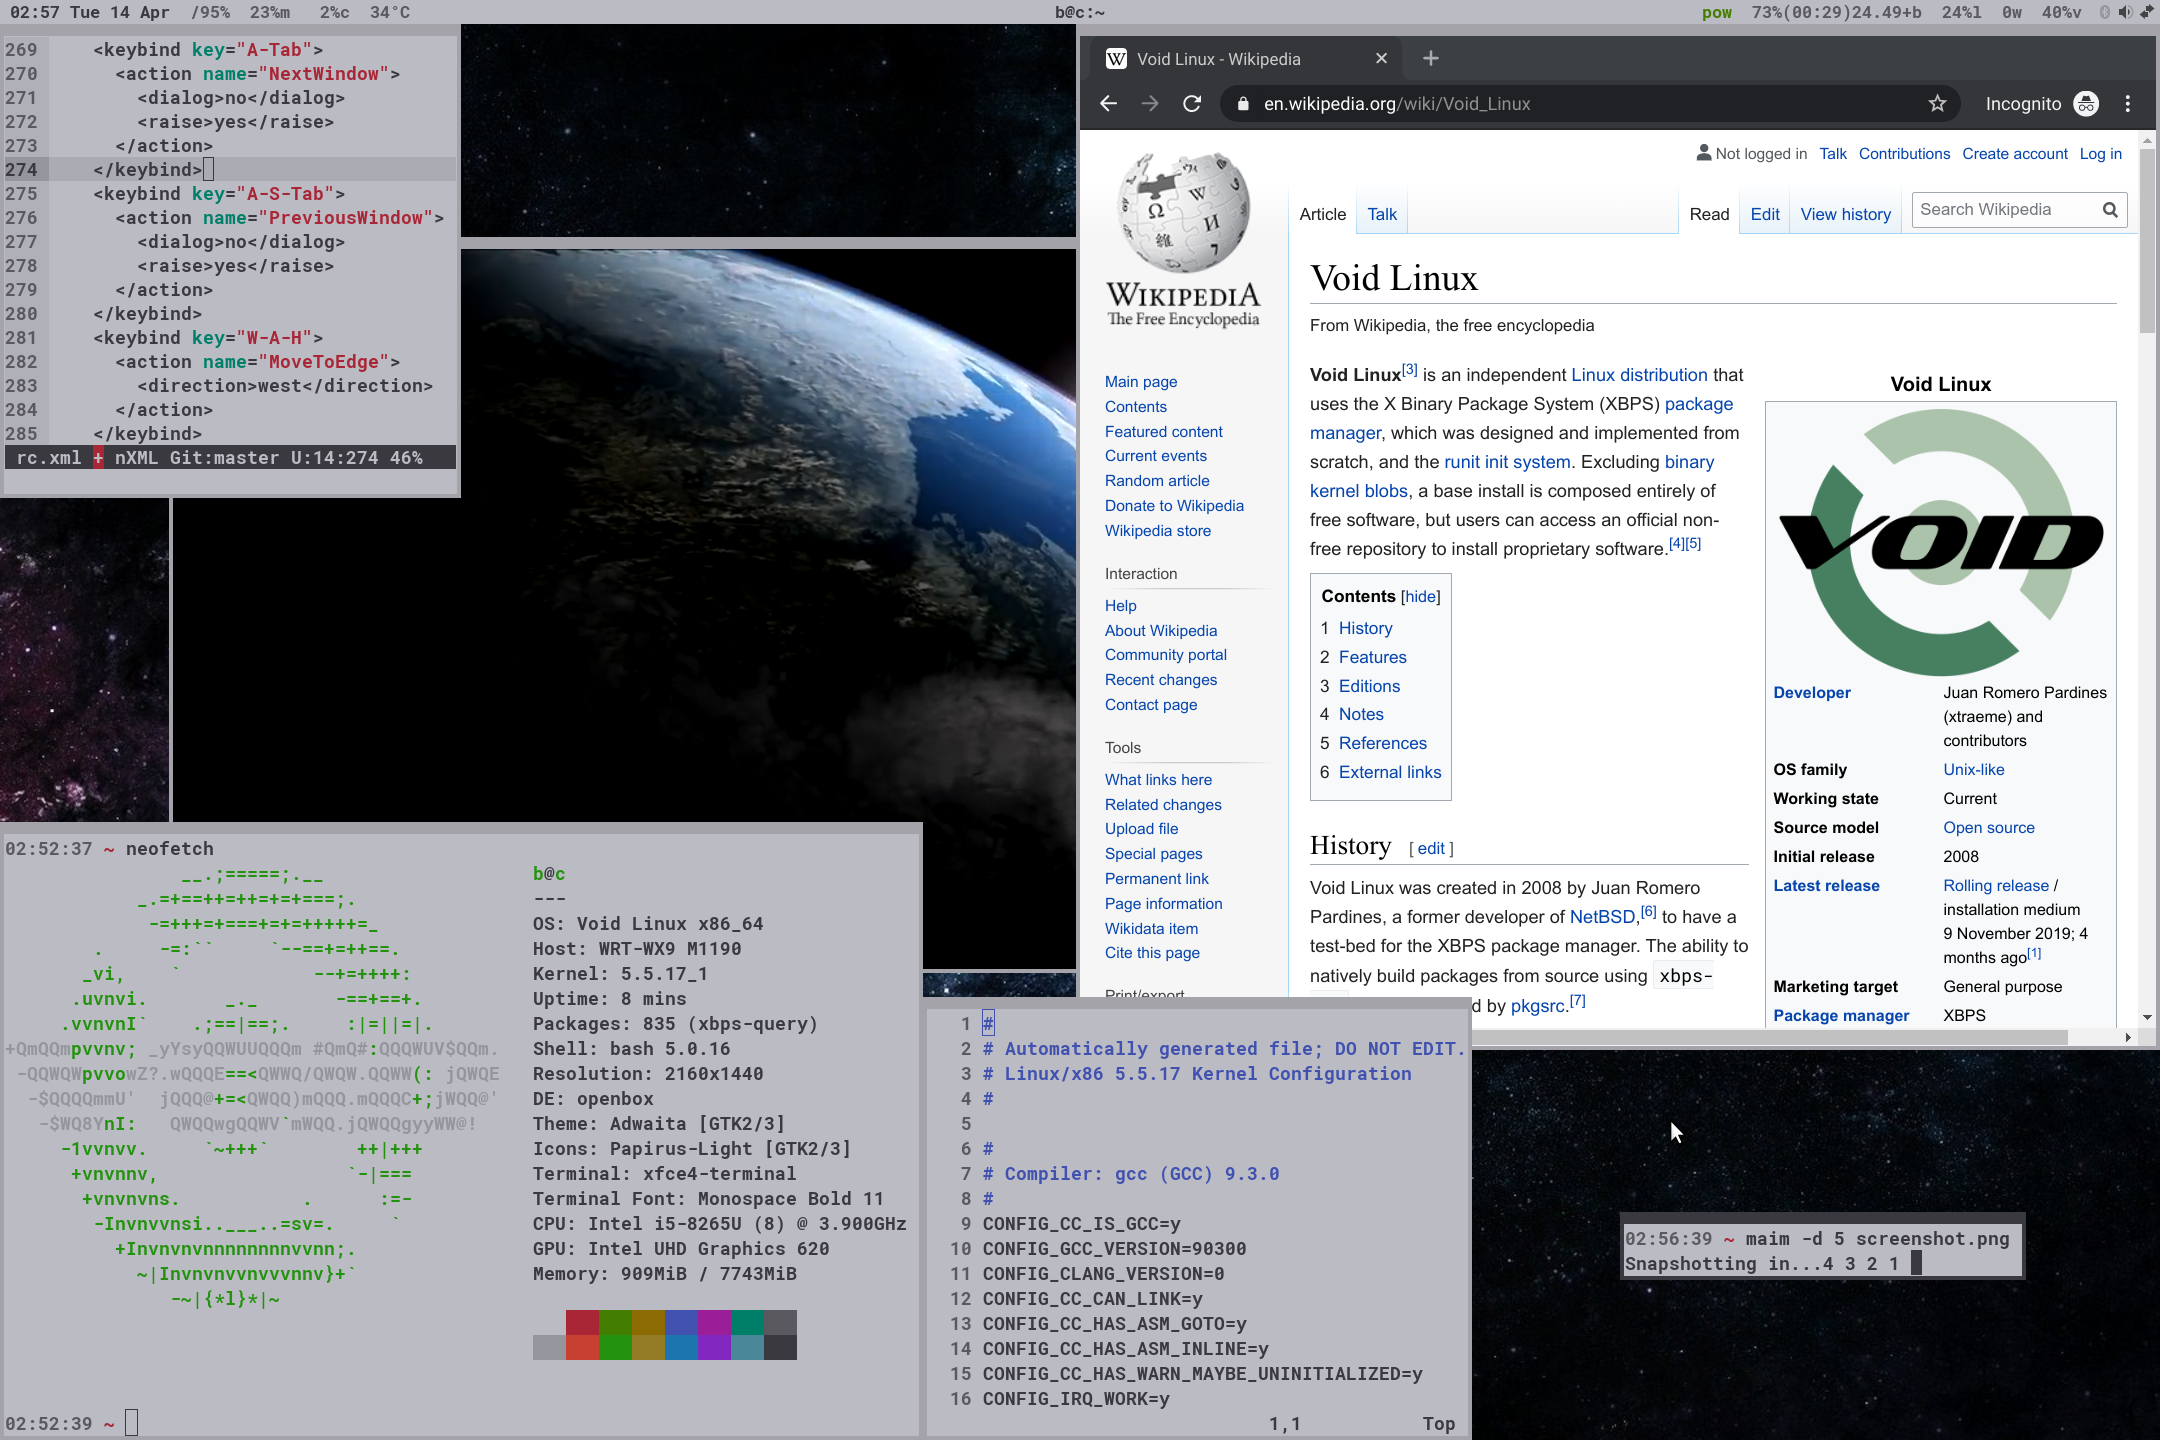 02:57 Tue 14 Apr /95% 23%m 2%c 34°C
b@c:~
pow 73%(00:29)24.49+b 24%l 0w 40%v
269 <keybind key="A-Tab">
270 <action name="NextWindow">
271 <dialog>no</dialog>
272 <raise>yes</raise>
273 </action>
274 </keybind>
275 <keybind key="A-S-Tab">
276 <action name="PreviousWindow">
277 <dialog>no</dialog>
278 <raise>yes</raise>
279 </action>
280 </keybind>
281 <keybind key="W-A-H">
282 <action name="MoveToEdge">
283 <direction>west</direction>
284 </action>
285 </keybind>
rc.xml + nXML Git:master U:14:274 46%
Void Linux - Wikipedia
en.wikipedia.org/wiki/Void_Linux
Incognito
Not logged in Talk Contributions Create account Log in
Article Talk
Read Edit View history
Search Wikipedia
WIKIPEDIA
The Free Encyclopedia
Main page
Contents
Featured content
Current events
Random article
Donate to Wikipedia
Wikipedia store
Interaction
Help
About Wikipedia
Community portal
Recent changes
Contact page
Tools
What links here
Related changes
Upload file
Special pages
Permanent link
Page information
Wikidata item
Cite this page
Print/export
Void Linux
From Wikipedia, the free encyclopedia
Void Linux[3] is an independent Linux distribution that
uses the X Binary Package System (XBPS) package
manager, which was designed and implemented from
scratch, and the runit init system. Excluding binary
kernel blobs, a base install is composed entirely of
free software, but users can access an official non-
free repository to install proprietary software.[4][5]
Contents [hide]
1 History
2 Features
3 Editions
4 Notes
5 References
6 External links
History [ edit ]
Void Linux was created in 2008 by Juan Romero
Pardines, a former developer of NetBSD,[6] to have a
test-bed for the XBPS package manager. The ability to
natively build packages from source using xbps-
d by pkgsrc.[7]
Void Linux
VOID
Developer Juan Romero Pardines
(xtraeme) and
contributors
OS family Unix-like
Working state Current
Source model Open source
Initial release 2008
Latest release Rolling release /
installation medium
9 November 2019; 4
months ago[1]
Marketing target General purpose
Package manager XBPS
02:52:37 ~ neofetch
b@c
---
OS: Void Linux x86_64
Host: WRT-WX9 M1190
Kernel: 5.5.17_1
Uptime: 8 mins
Packages: 835 (xbps-query)
Shell: bash 5.0.16
Resolution: 2160x1440
DE: openbox
Theme: Adwaita [GTK2/3]
Icons: Papirus-Light [GTK2/3]
Terminal: xfce4-terminal
Terminal Font: Monospace Bold 11
CPU: Intel i5-8265U (8) @ 3.900GHz
GPU: Intel UHD Graphics 620
Memory: 909MiB / 7743MiB
02:52:39 ~
1 #
2 # Automatically generated file; DO NOT EDIT.
3 # Linux/x86 5.5.17 Kernel Configuration
4 #
5
6 #
7 # Compiler: gcc (GCC) 9.3.0
8 #
9 CONFIG_CC_IS_GCC=y
10 CONFIG_GCC_VERSION=90300
11 CONFIG_CLANG_VERSION=0
12 CONFIG_CC_CAN_LINK=y
13 CONFIG_CC_HAS_ASM_GOTO=y
14 CONFIG_CC_HAS_ASM_INLINE=y
15 CONFIG_CC_HAS_WARN_MAYBE_UNINITIALIZED=y
16 CONFIG_IRQ_WORK=y
1,1 Top
02:56:39 ~ maim -d 5 screenshot.png
Snapshotting in...4 3 2 1